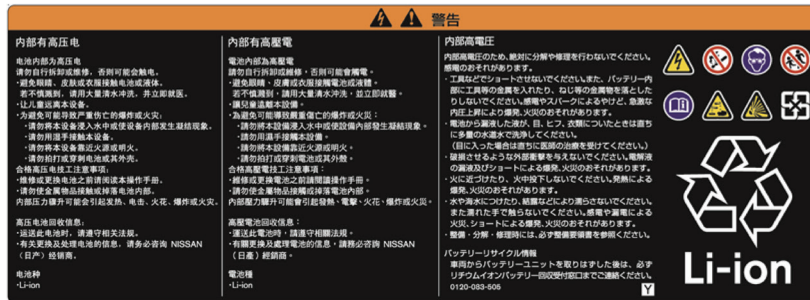 警告
内部有高压电
电池内部为高压电
请勿自行拆卸或维修，否则可能会触电。
·避免眼睛、皮肤或衣服接触电池或液体。
若不慎溅到，请用大量清水冲洗，并立即就医。
·让儿童远离本设备。
·为避免可能导致严重伤亡的爆炸或火灾：
·请勿将本设备浸入水中或使设备内部发生凝结现象。
·请勿用湿手接触本设备。
·请勿将本设备靠近火源或明火。
·请勿拍打或穿刺电池或其外壳。
合格高压电技工注意事项：
·维修或更换电池之前请阅读本操作手册。
·请勿使金属物品接触或掉落电池内部。
内部压力骤升可能会引起发热、电击、火花、爆炸或火灾。
高压电池回收信息：
·运送此电池时，请遵守相关法规。
·有关更换及处理电池的信息，请务必咨询 NISSAN
（日产）经销商。
电池种
·Li-ion
內部有高壓電
電池內部為高壓電
請勿自行拆卸或維修，否則可能會觸電。
·避免眼睛、皮膚或衣服接觸電池或液體。
若不慎濺到，請用大量清水沖洗，並立即就醫。
·讓兒童遠離本設備。
·為避免可能導致嚴重傷亡的爆炸或火災：
·請勿將本設備浸入水中或使設備內部發生凝結現象。
·請勿用濕手接觸本設備。
·請勿將本設備靠近火源或明火。
·請勿拍打或穿刺電池或其外殼。
合格高壓電技工注意事項：
·維修或更換電池之前請閱讀操作手冊。
·請勿使金屬物品接觸或掉落電池內部。
內部壓力驟升可能會引起發熱、電擊、火花、爆炸或火災。
高壓電池回收信息：
·運送此電池時，請遵守相關法規。
·有關更換及處理電池的信息，請務必咨詢 NISSAN
（日產）經銷商。
電池種
·Li-ion
内部高電圧
内部高電圧のため、絶対に分解や修理を行わないでください。
感電のおそれがあります。
・工具などでショートさせないでください。また、バッテリー内
部に工具等の金属を入れたり、ねじ等の金属物を落とした
りしないでください。感電やスパークによるやけど、急激な
内圧上昇により爆発、火災のおそれがあります。
・電池から漏洩した液が、目、ヒフ、衣類についたときは直ち
に多量の水道水で洗浄してください。
(目に入った場合は直ちに医師の治療を受けてください。)
・破損させるような外部衝撃を与えないでください。電解液
の漏洩及びショートによる爆発、火災のおそれがあります。
・火に近づけたり、火中投下しないでください。発熱による
爆発、火災のおそれがあります。
・水や海水につけたり、結露などにより濡らさないでください。
また濡れた手で触らないでください。感電や漏電による
火災、ショートによる爆発、火災のおそれがあります。
・整備・分解・修理時には、必ず整備要領書を参照ください。
バッテリーリサイクル情報
車両からバッテリーユニットを取りはずした後は、必ず
リチウムイオンバッテリー回収受付窓口までご連絡ください。
0120-083-505
Y
Li-ion